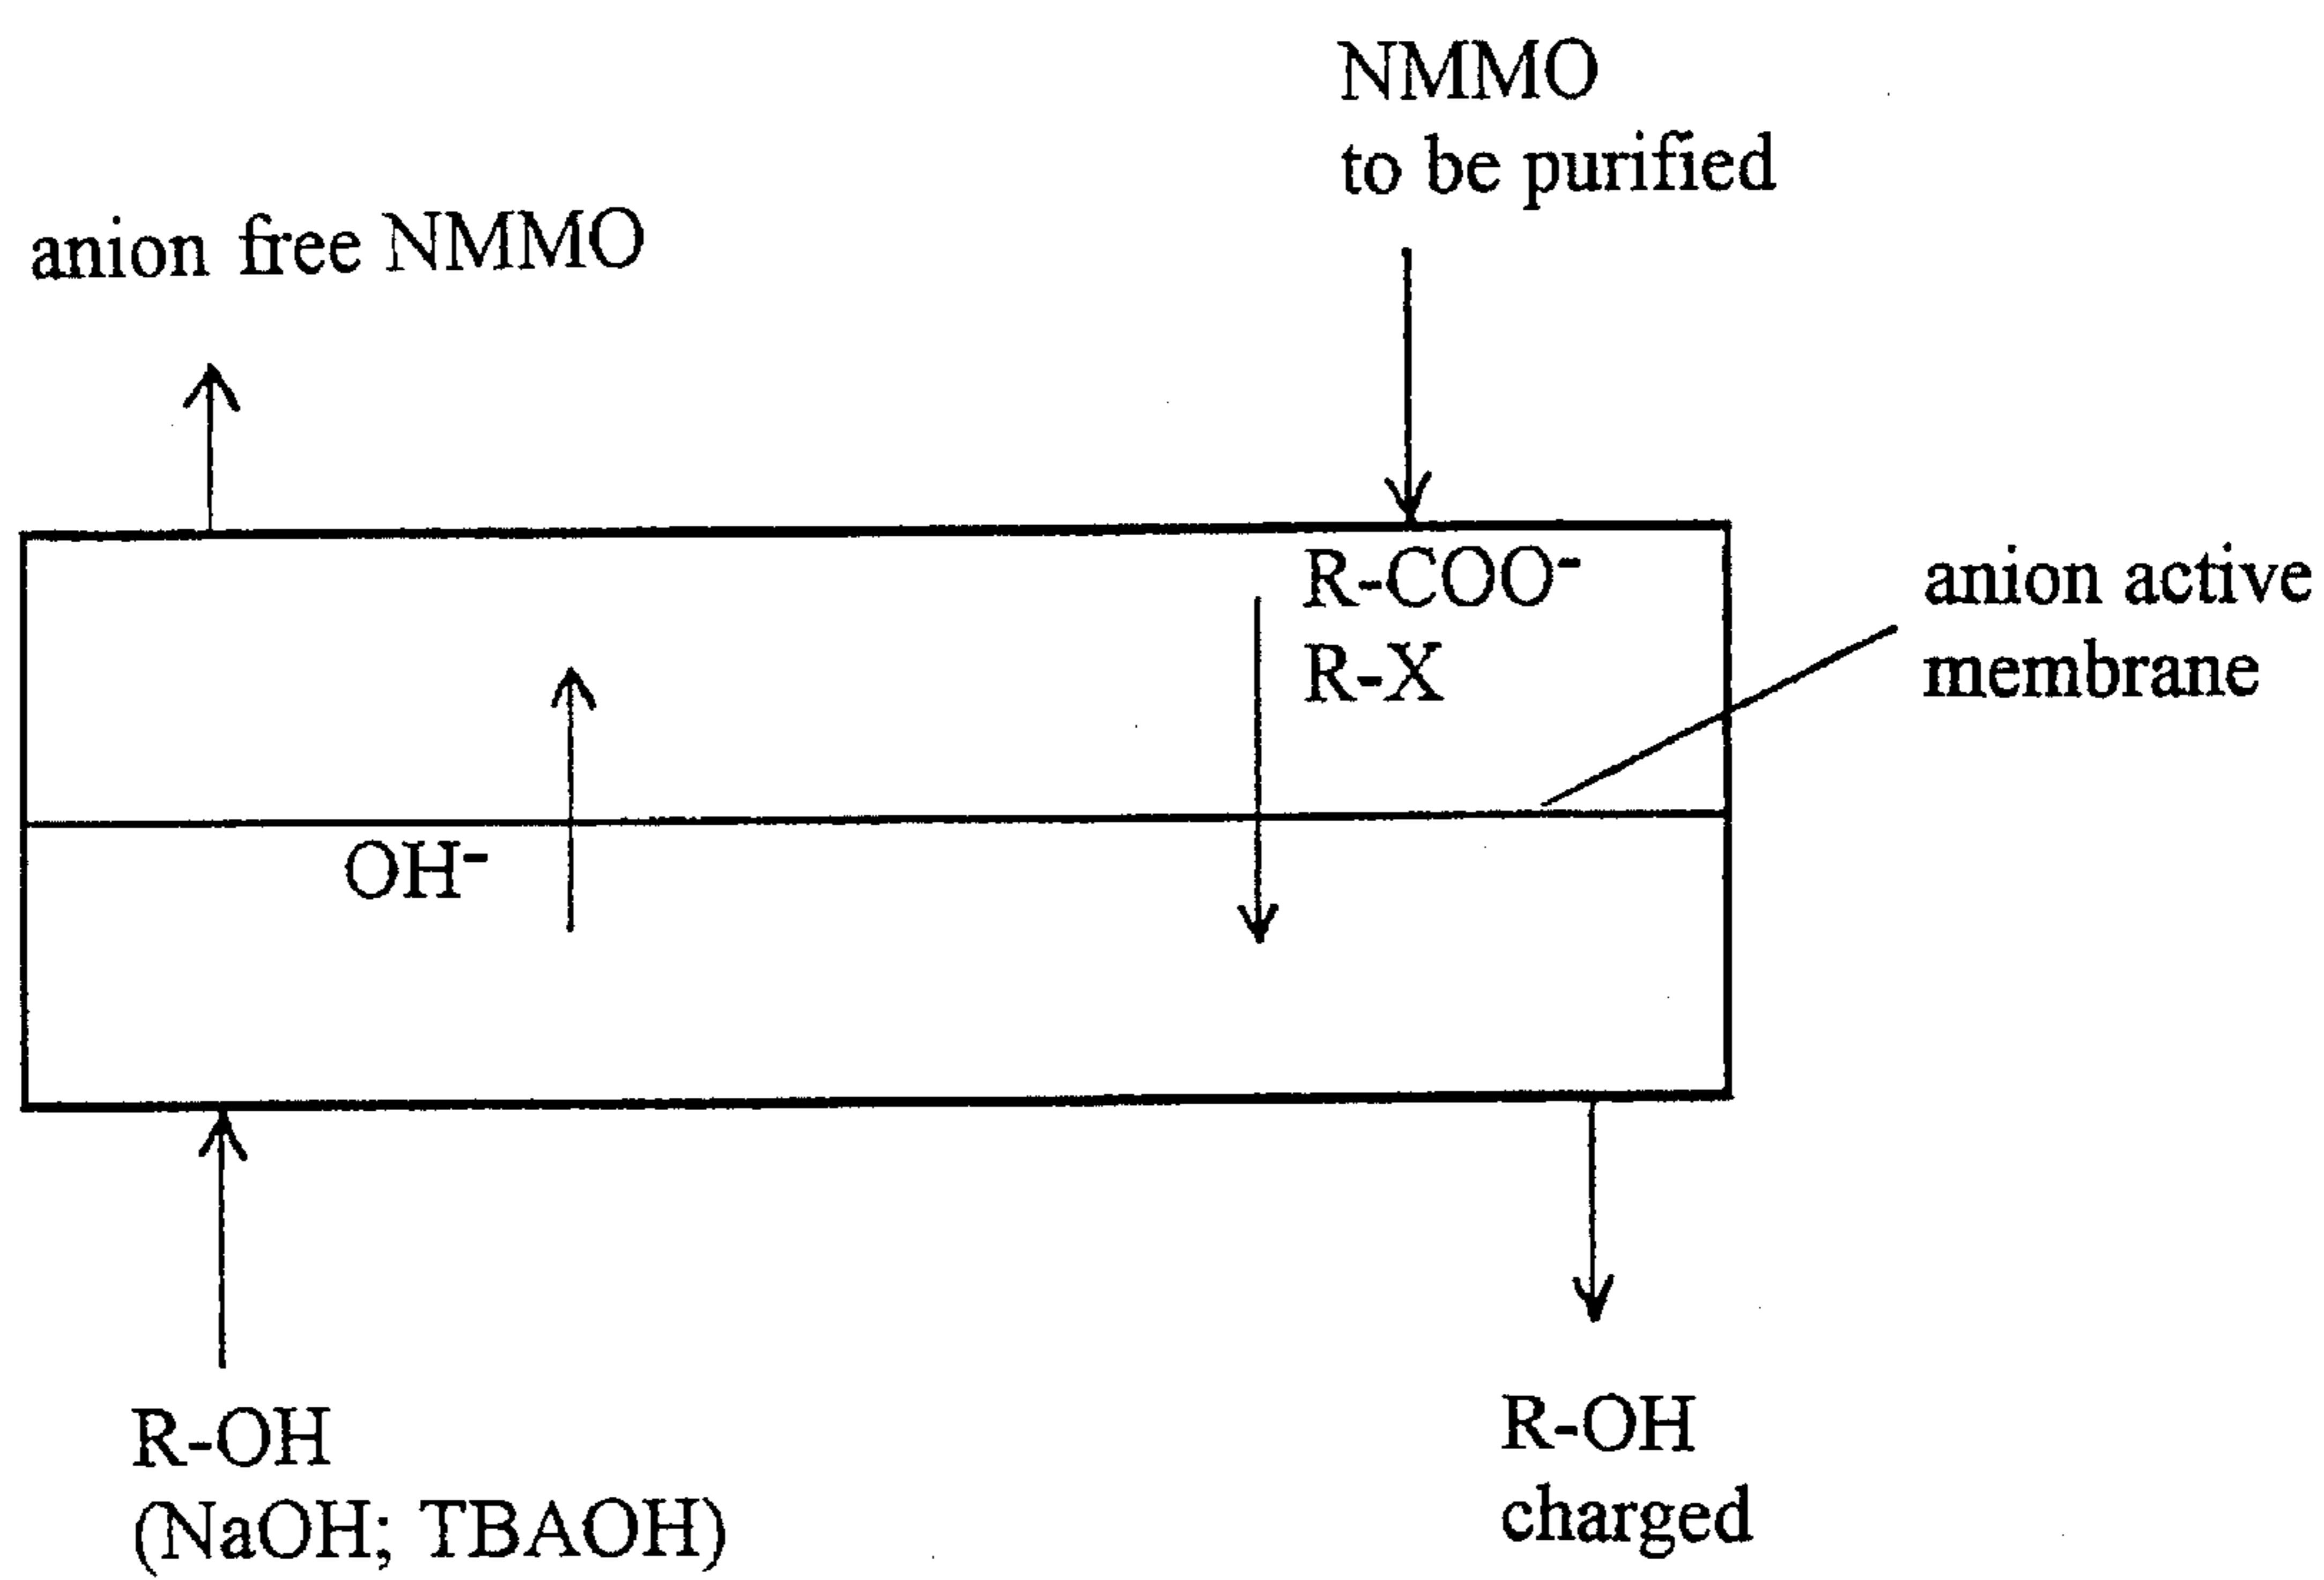 NMMO
to be purified
anion free NMMO
R-COO⁻
R-X
anion active
membrane
OH⁻
R-OH
(NaOH; TBAOH)
R-OH
charged